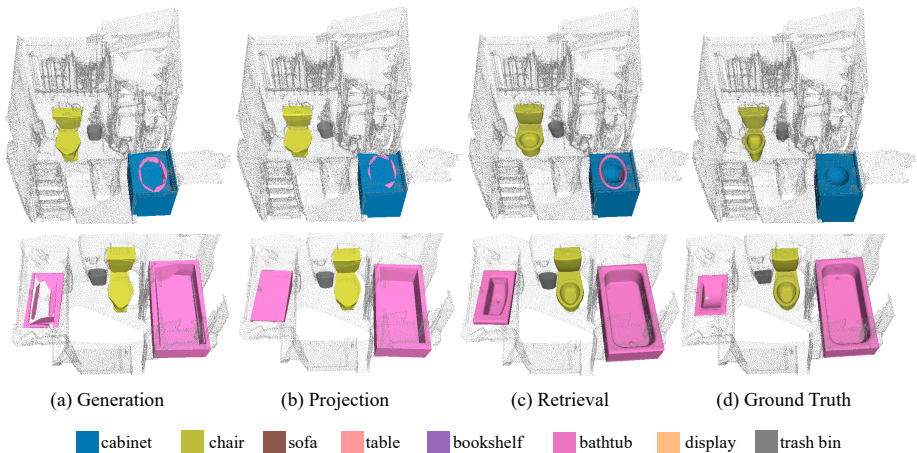 (a) Generation (b) Projection (c) Retrieval (d) Ground Truth
cabinet chair sofa table bookshelf bathtub display trash bin